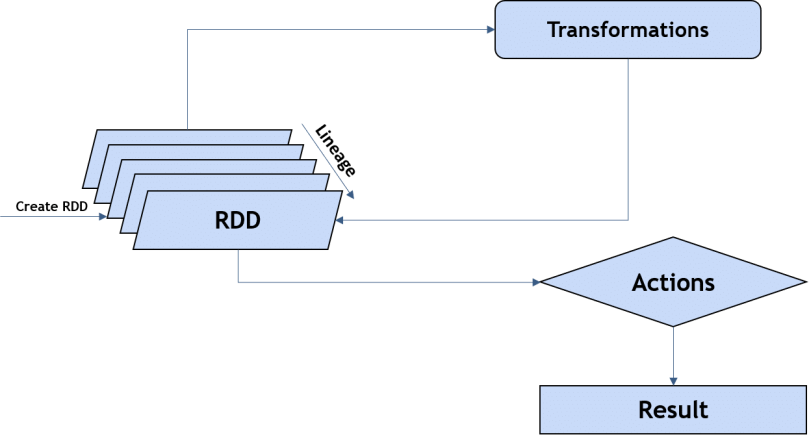 Transformations
Lineage
Create RDD
RDD
Actions
Result